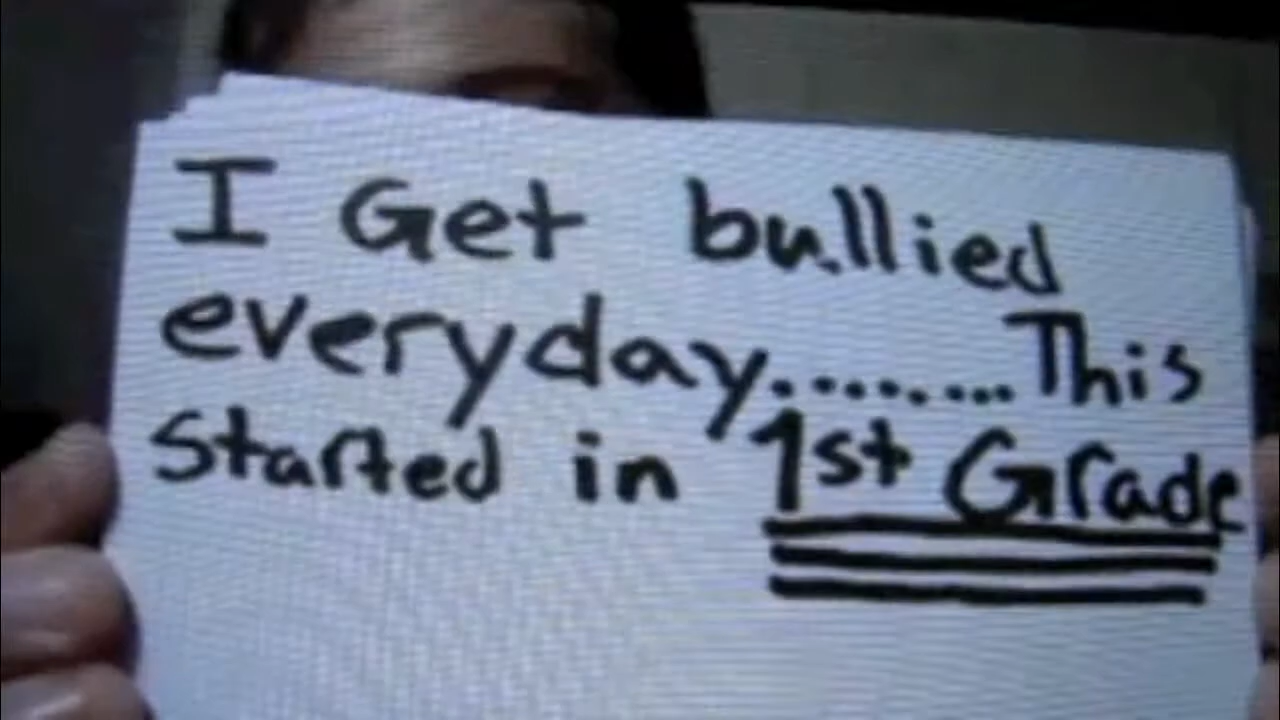 I Get bullied
everyday........This
Started in 1st Grade